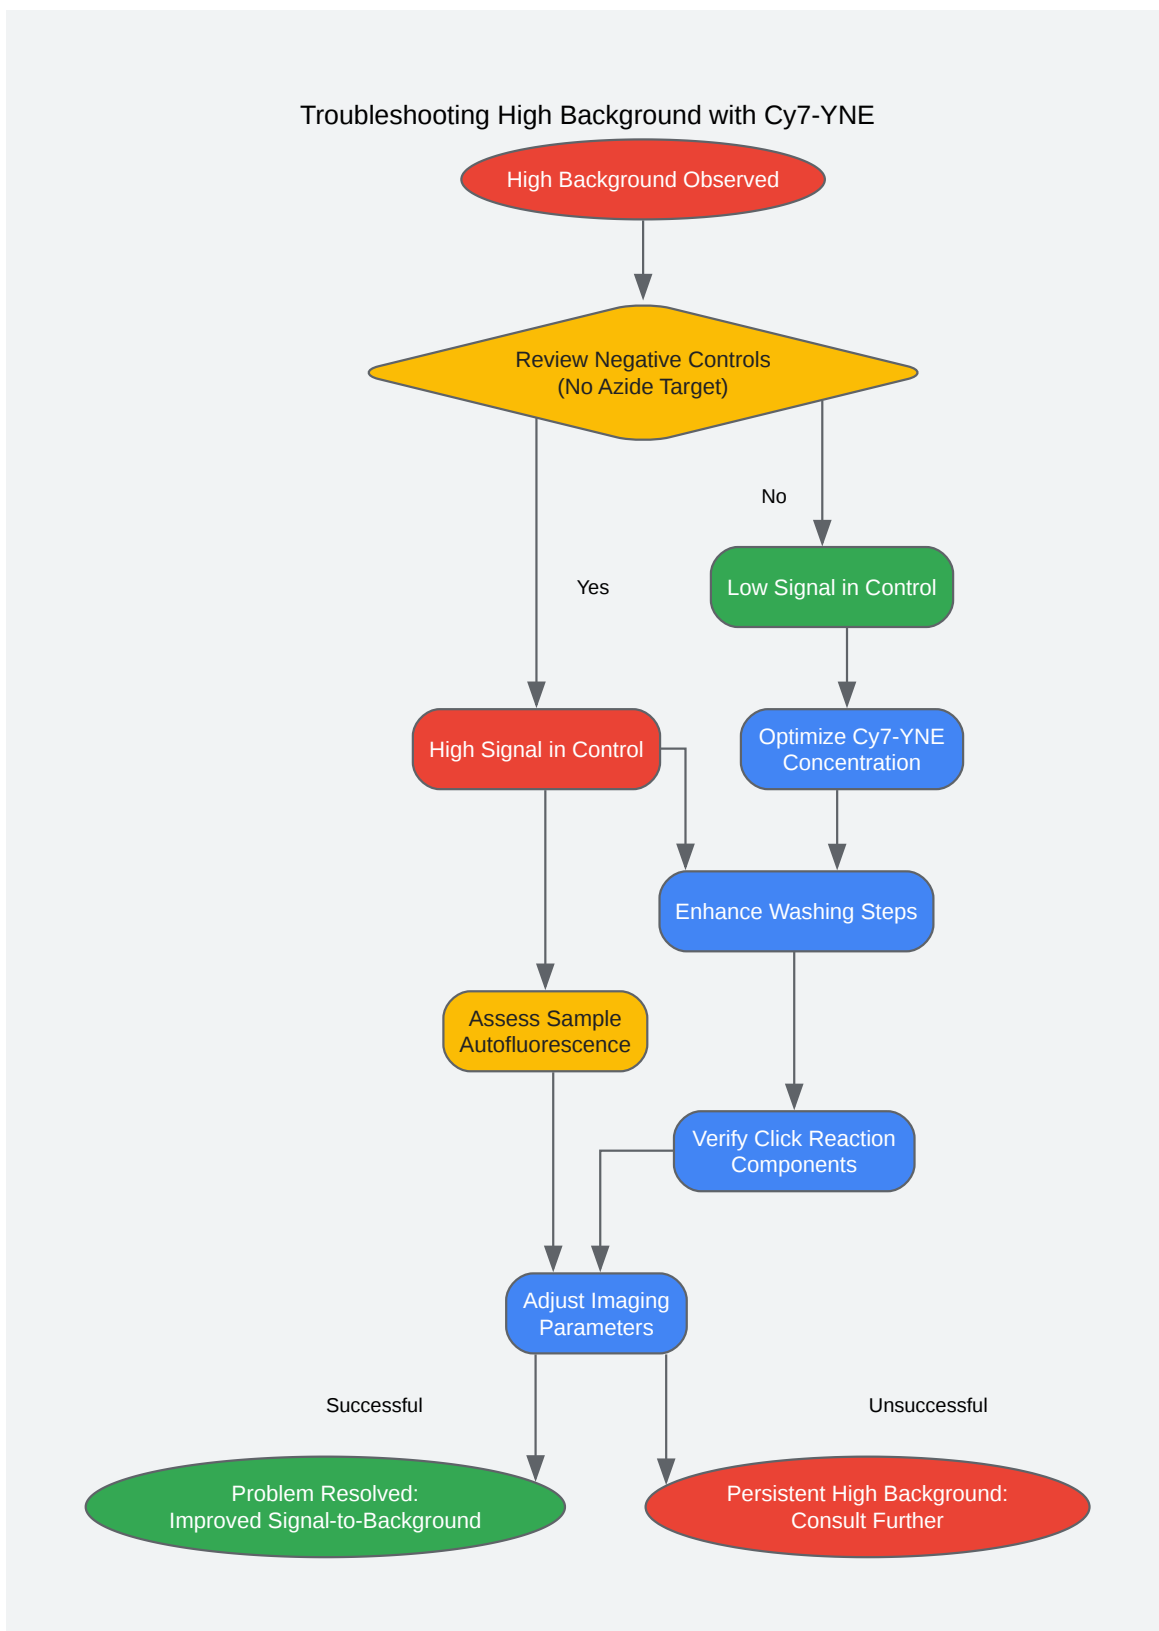 Troubleshooting High Background with Cy7-YNE
High Background Observed
Review Negative Controls
(No Azide Target)
No
Yes
Low Signal in Control
High Signal in Control
Optimize Cy7-YNE
Concentration
Enhance Washing Steps
Assess Sample
Autofluorescence
Verify Click Reaction
Components
Adjust Imaging
Parameters
Successful
Unsuccessful
Problem Resolved:
Improved Signal-to-Background
Persistent High Background:
Consult Further